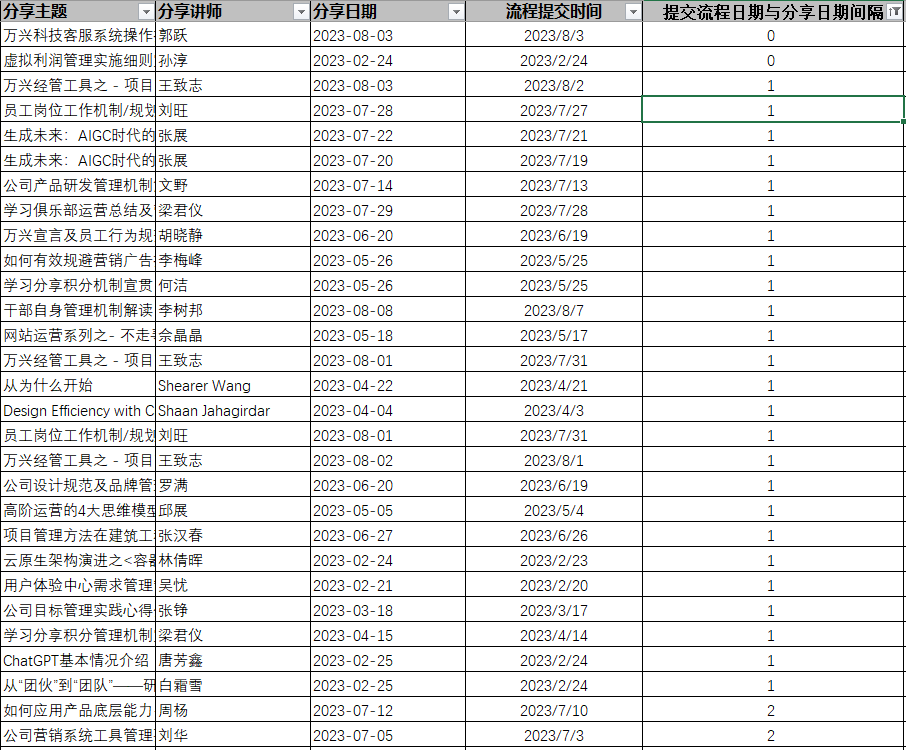 分享主题 分享讲师 分享日期 流程提交时间 提交流程日期与分享日期间隔
万兴科技客服系统操作 郭跃 2023-08-03 2023/8/3 0
虚拟利润管理实施细则 孙淳 2023-02-24 2023/2/24 0
万兴经管工具之 - 项目 王致志 2023-08-03 2023/8/2 1
员工岗位工作机制/规划 刘旺 2023-07-28 2023/7/27 1
生成未来：AIGC时代的 张展 2023-07-22 2023/7/21 1
生成未来：AIGC时代的 张展 2023-07-20 2023/7/19 1
公司产品研发管理机制 文野 2023-07-14 2023/7/13 1
学习俱乐部运营总结及 梁君仪 2023-07-29 2023/7/28 1
万兴宣言及员工行为规 胡晓静 2023-06-20 2023/6/19 1
如何有效规避营销广告 李梅峰 2023-05-26 2023/5/25 1
学习分享积分机制宣贯 何洁 2023-05-26 2023/5/25 1
干部自身管理机制解读 李树邦 2023-08-08 2023/8/7 1
网站运营系列之- 不走 佘晶晶 2023-05-18 2023/5/17 1
万兴经管工具之 - 项目 王致志 2023-08-01 2023/7/31 1
从为什么开始 Shearer Wang 2023-04-22 2023/4/21 1
Design Efficiency with C Shaan Jahagirdar 2023-04-04 2023/4/3 1
员工岗位工作机制/规划 刘旺 2023-08-01 2023/7/31 1
万兴经管工具之 - 项目 王致志 2023-08-02 2023/8/1 1
公司设计规范及品牌管 罗满 2023-06-20 2023/6/19 1
高阶运营的4大思维模型 邱展 2023-05-05 2023/5/4 1
项目管理方法在建筑工 张汉春 2023-06-27 2023/6/26 1
云原生架构演进之<容器 林倩晖 2023-02-24 2023/2/23 1
用户体验中心需求管理 吴忧 2023-02-21 2023/2/20 1
公司目标管理实践心得 张铮 2023-03-18 2023/3/17 1
学习分享积分管理机制 梁君仪 2023-04-15 2023/4/14 1
ChatGPT基本情况介绍 唐芳鑫 2023-02-25 2023/2/24 1
从“团伙”到“团队”——研 白霜雪 2023-02-25 2023/2/24 1
如何应用产品底层能力 周杨 2023-07-12 2023/7/10 2
公司营销系统工具管理 刘华 2023-07-05 2023/7/3 2